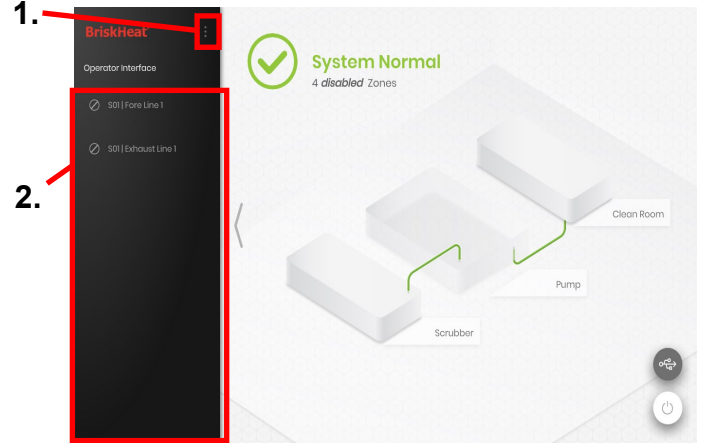 1.
BriskHeat
Operator Interface
S01 | Fore Line 1
S01 | Exhaust Line 1
2.
System Normal
4 disabled Zones
Clean Room
Pump
Scrubber